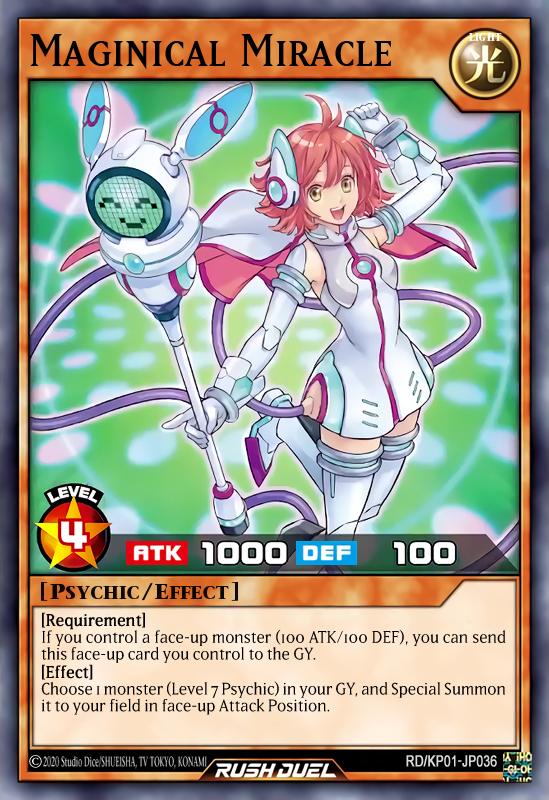 Maginical Miracle
LIGHT
光
LEVEL
4
ATK 1000 DEF 100
[Psychic/Effect]
[Requirement]
If you control a face-up monster (100 ATK/100 DEF), you can send
this face-up card you control to the GY.
[Effect]
Choose 1 monster (Level 7 Psychic) in your GY, and Special Summon
it to your field in face-up Attack Position.
©2020 Studio Dice/SHUEISHA, TV TOKYO, KONAMI
RUSH DUEL
RD/KP01-JP036